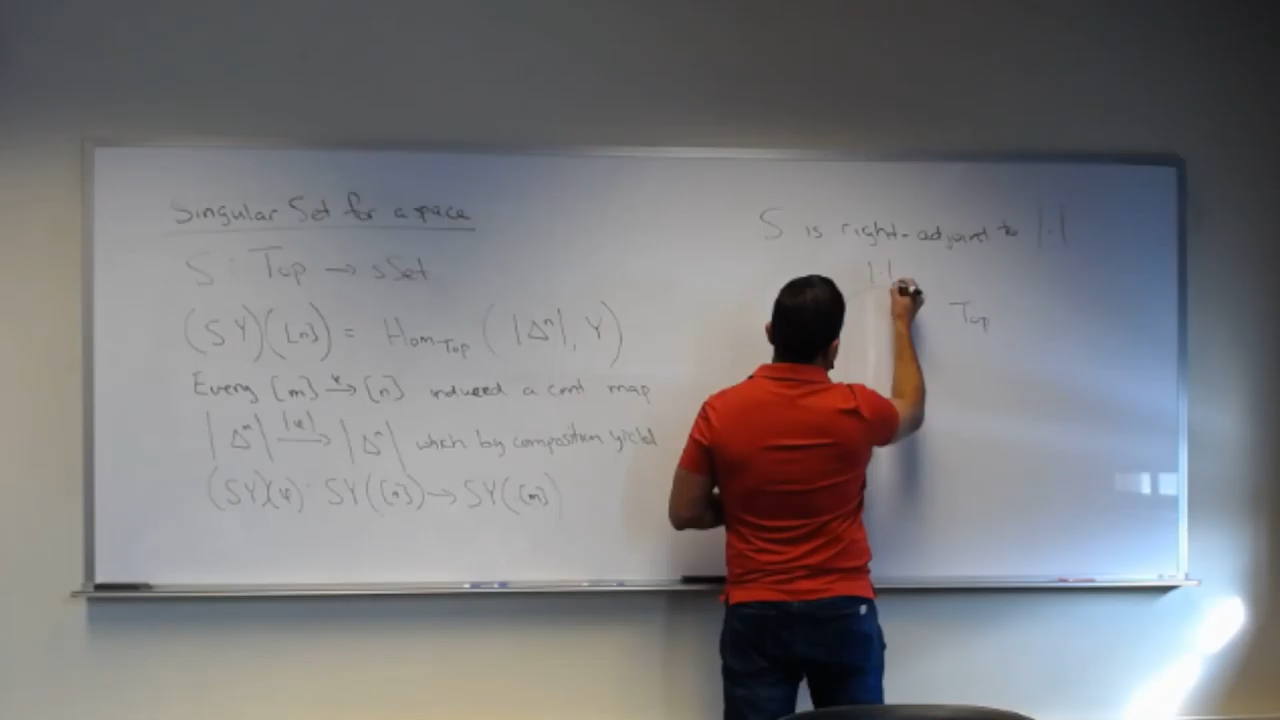 Singular Set for a space
S : Top → sSet
(SY)([n]) = Hom_Top (|Δⁿ|, Y)
Every [m] →^φ [n] induced a cont map
|Δᵐ| →^|φ| |Δⁿ| which by composition yield
(SY)(φ) : SY([n]) → SY([m])
S is right-adjoint to |·|
|·|
Top